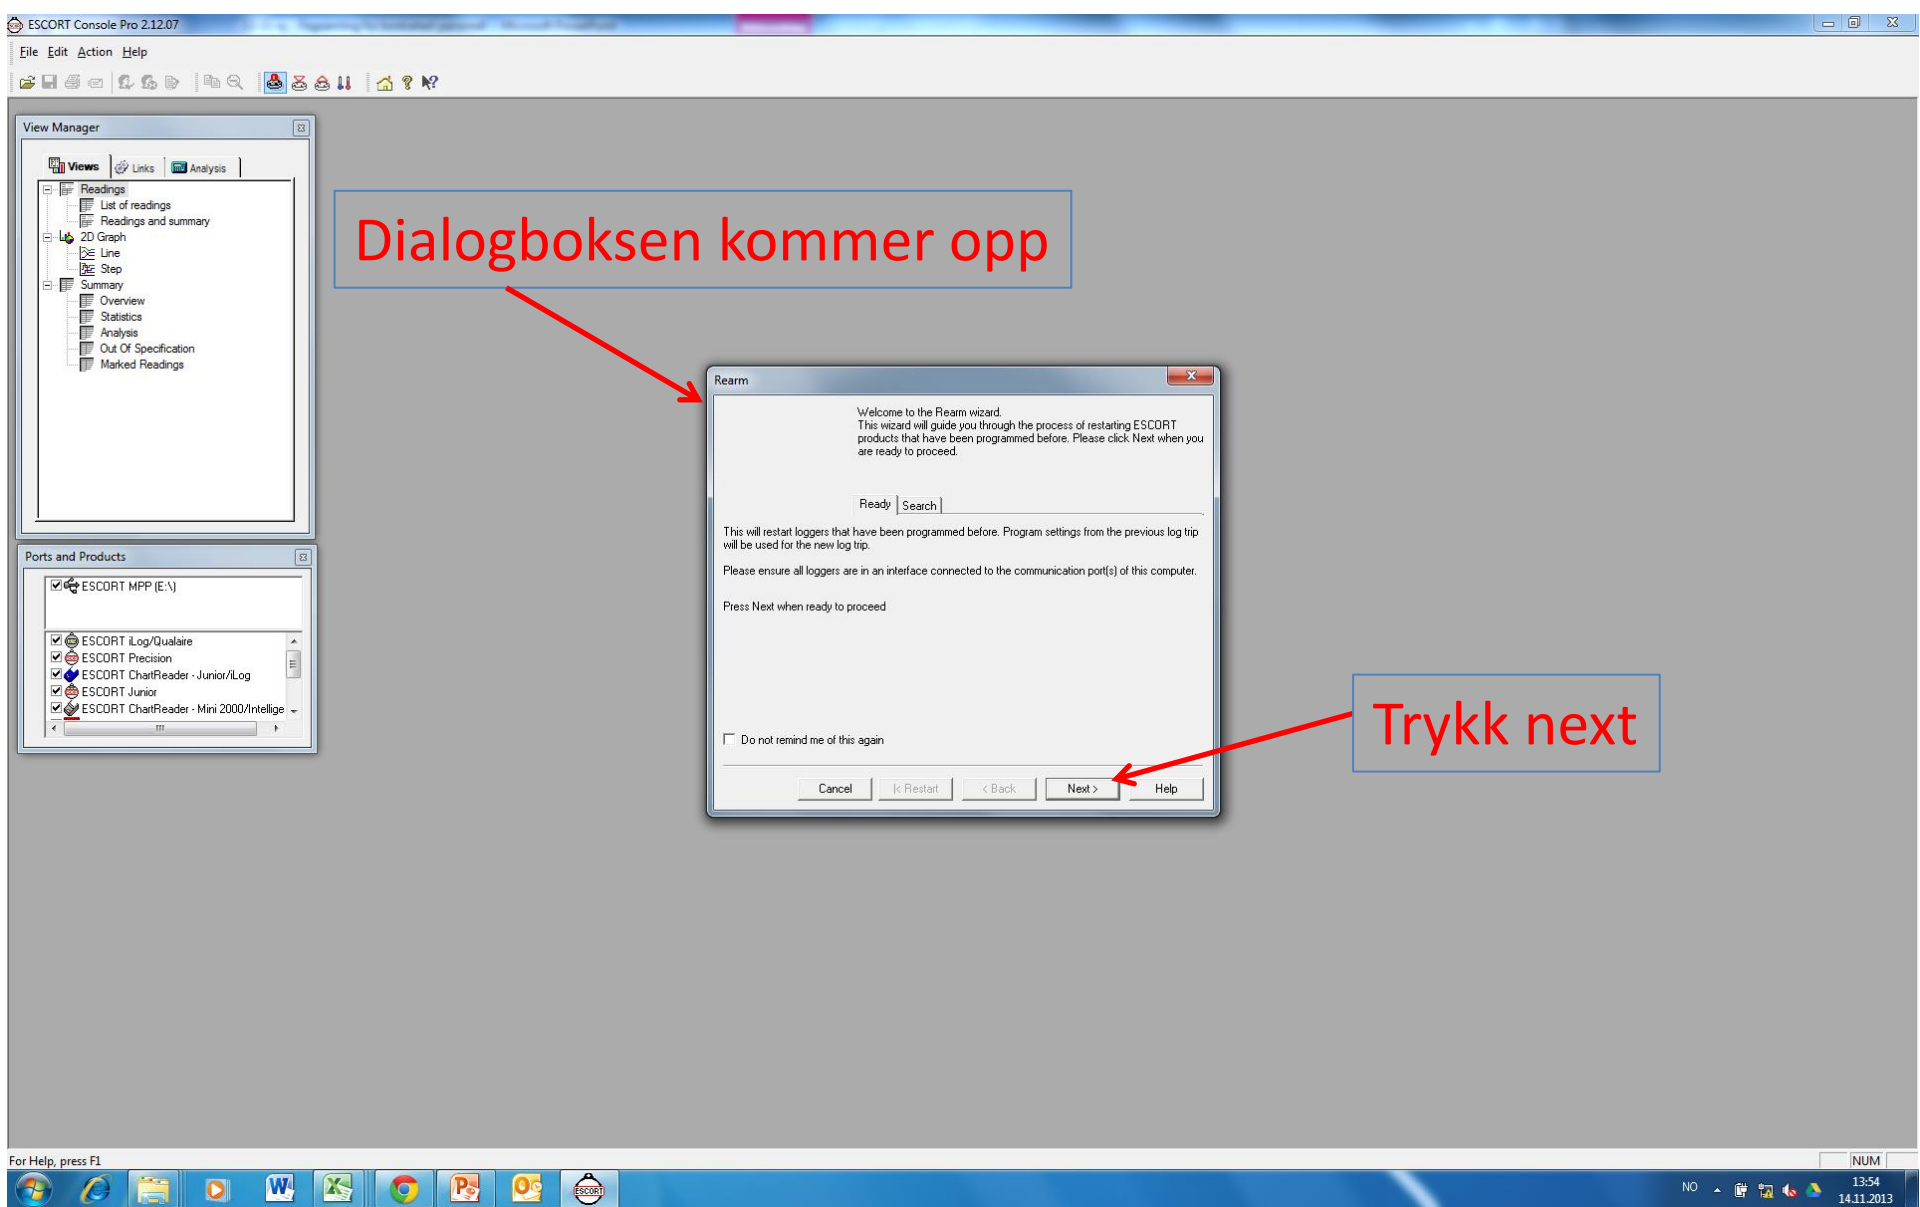 ESCORT Console Pro 2.12.07
File Edit Action Help
View Manager
Views Links Analysis
Readings
List of readings
Readings and summary
2D Graph
Line
Step
Summary
Overview
Statistics
Analysis
Out Of Specification
Marked Readings
Dialogboksen kommer opp
Rearm
Welcome to the Rearm wizard.
This wizard will guide you through the process of restarting ESCORT
products that have been programmed before. Please click Next when you
are ready to proceed.
Ready Search
This will restart loggers that have been programmed before. Program settings from the previous log trip
will be used for the new log trip.
Please ensure all loggers are in an interface connected to the communication port(s) of this computer.
Press Next when ready to proceed
Do not remind me of this again
Cancel |< Restart < Back Next > Help
Trykk next
Ports and Products
ESCORT MPP (E:\)
ESCORT iLog/Qualaire
ESCORT Precision
ESCORT ChartReader - Junior/iLog
ESCORT Junior
ESCORT ChartReader - Mini 2000/Intellige
For Help, press F1
NUM
ESCORT
NO
13:54
14.11.2013